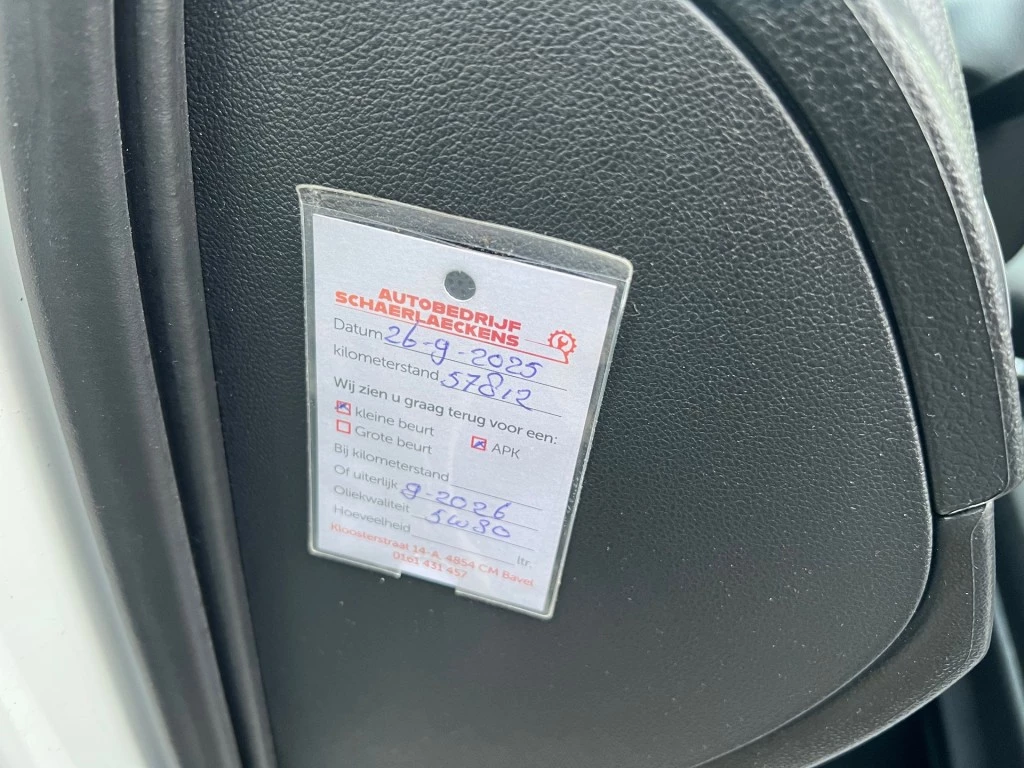 AUTOBEDRIJF
SCHAERLAECKENS
Datum 26-9-2025
kilometerstand 57812
Wij zien u graag terug voor een:
kleine beurt
Grote beurt
APK
Bij kilometerstand
Of uiterlijk 9-2026
Oliekwaliteit 5W30
Hoeveelheid ltr.
Kloosterstraat 14-A, 4854 CM Bavel
0161 431 457